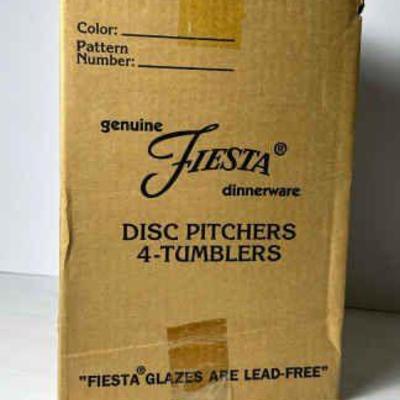 Color:
Pattern
Number:
genuine
FIESTA®
dinnerware
DISC PITCHERS
4-TUMBLERS
"FIESTA® GLAZES ARE LEAD-FREE"